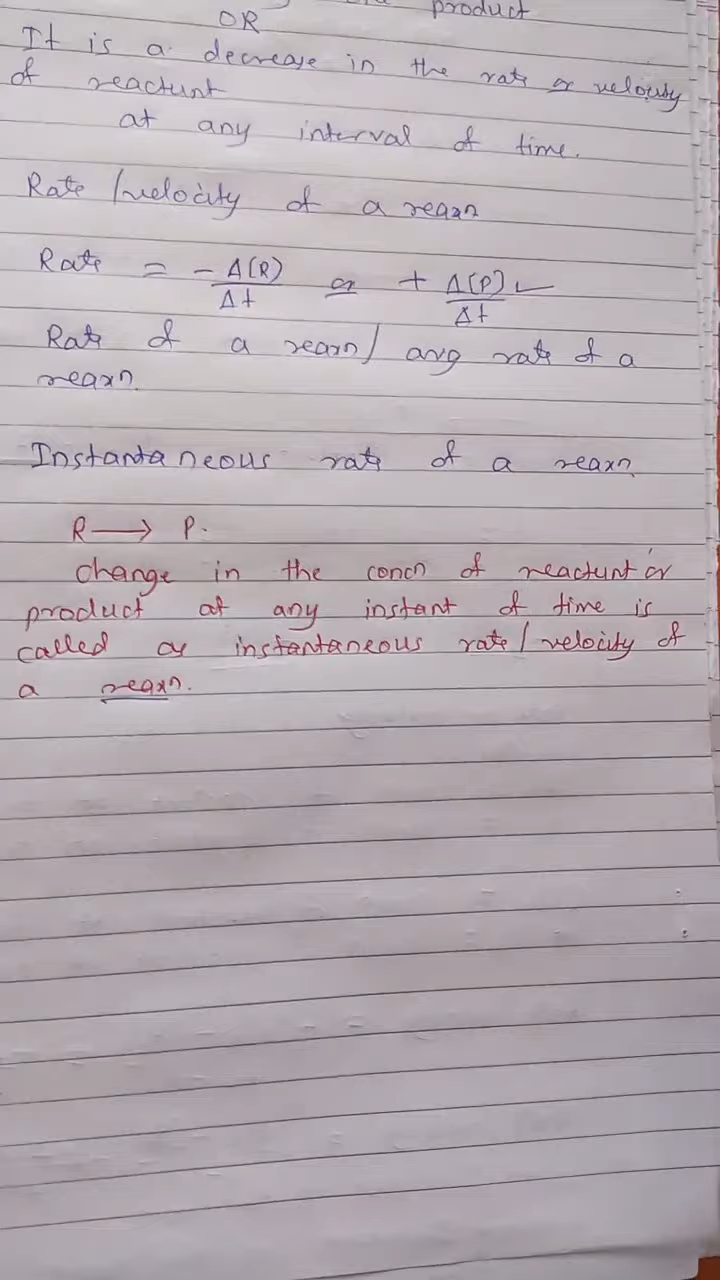 product
OR
It is a decrease in the rate or velocity
of reactunt
at any interval of time.
Rate / velocity of a reaxn
Rate = - Δ(R)/Δt or + Δ(P)/Δt
Rate of a reaxn / avg rate of a
reaxn
Instantaneous rate of a reaxn
R → P.
change in the concn of reactunt or
product at any instant of time is
called as instantaneous rate / velocity of
a reaxn.